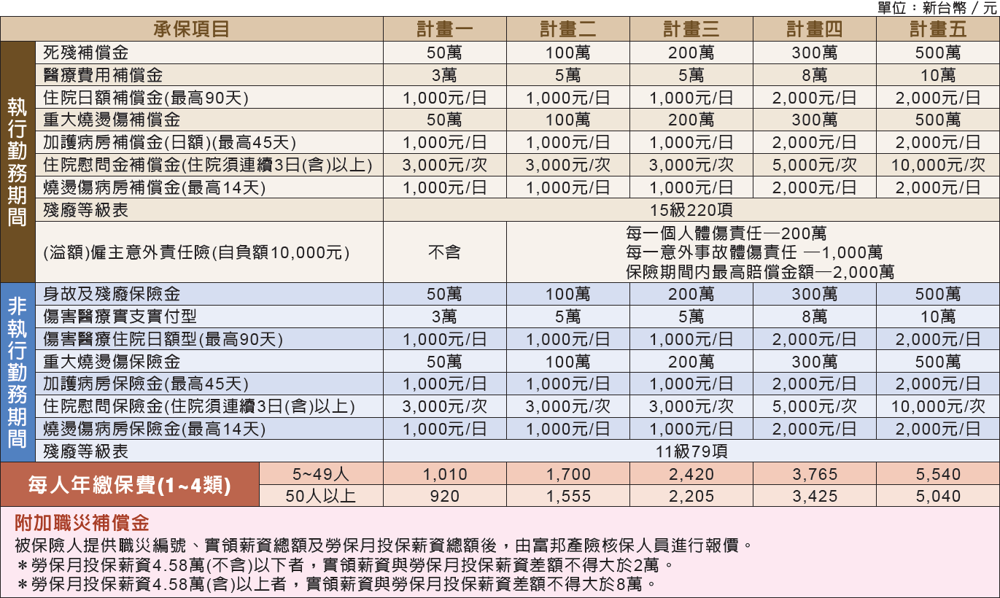 單位：新台幣／元
承保項目 計畫一 計畫二 計畫三 計畫四 計畫五
執行勤務期間
死殘補償金 50萬 100萬 200萬 300萬 500萬
醫療費用補償金 3萬 5萬 5萬 8萬 10萬
住院日額補償金(最高90天) 1,000元/日 1,000元/日 1,000元/日 2,000元/日 2,000元/日
重大燒燙傷補償金 50萬 100萬 200萬 300萬 500萬
加護病房補償金(日額)(最高45天) 1,000元/日 1,000元/日 1,000元/日 2,000元/日 2,000元/日
住院慰問金補償金(住院須連續3日(含)以上) 3,000元/次 3,000元/次 3,000元/次 5,000元/次 10,000元/次
燒燙傷病房補償金(最高14天) 1,000元/日 1,000元/日 1,000元/日 2,000元/日 2,000元/日
殘廢等級表 15級220項
(溢額)僱主意外責任險(自負額10,000元) 不含
每一個人體傷責任—200萬
每一意外事故體傷責任 —1,000萬
保險期間內最高賠償金額—2,000萬
非執行勤務期間
身故及殘廢保險金 50萬 100萬 200萬 300萬 500萬
傷害醫療實支實付型 3萬 5萬 5萬 8萬 10萬
傷害醫療住院日額型(最高90天) 1,000元/日 1,000元/日 1,000元/日 2,000元/日 2,000元/日
重大燒燙傷保險金 50萬 100萬 200萬 300萬 500萬
加護病房保險金(最高45天) 1,000元/日 1,000元/日 1,000元/日 2,000元/日 2,000元/日
住院慰問保險金(住院須連續3日(含)以上) 3,000元/次 3,000元/次 3,000元/次 5,000元/次 10,000元/次
燒燙傷病房保險金(最高14天) 1,000元/日 1,000元/日 1,000元/日 2,000元/日 2,000元/日
殘廢等級表 11級79項
每人年繳保費(1~4類)
5~49人 1,010 1,700 2,420 3,765 5,540
50人以上 920 1,555 2,205 3,425 5,040
附加職災補償金
被保險人提供職災編號、實領薪資總額及勞保月投保薪資總額後，由富邦產險核保人員進行報價。
＊勞保月投保薪資4.58萬(不含)以下者，實領薪資與勞保月投保薪資差額不得大於2萬。
＊勞保月投保薪資4.58萬(含)以上者，實領薪資與勞保月投保薪資差額不得大於8萬。